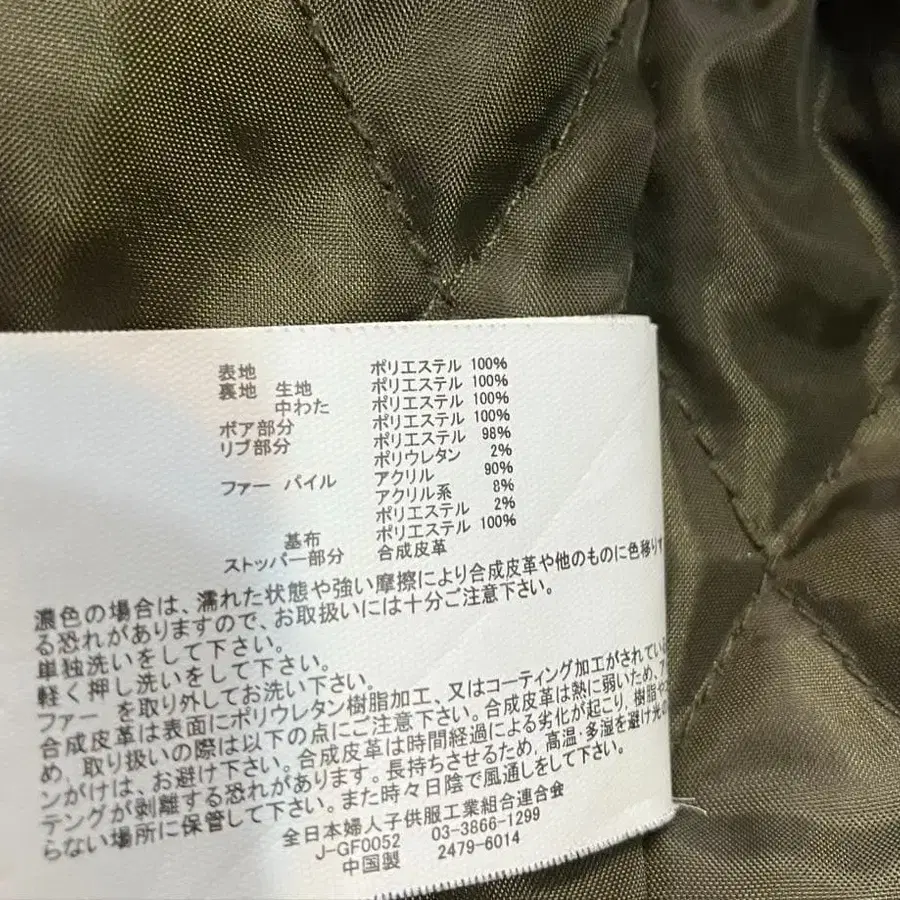 表地 ポリエステル 100%
裏地 生地 ポリエステル 100%
中わた ポリエステル 100%
ボア部分 ポリエステル 100%
リブ部分 ポリエステル 98%
ポリウレタン 2%
ファー パイル アクリル 90%
アクリル系 8%
ポリエステル 2%
基布 ポリエステル 100%
ストッパー部分 合成皮革
濃色の場合は、濡れた状態や強い摩擦により合成皮革や他のものに色移りす
る恐れがありますので、お取扱いには十分ご注意下さい。
単独洗いをして下さい。
軽く押し洗いをして下さい。
ファー を取り外してお洗い下さい。
合成皮革は表面にポリウレタン樹脂加工、又はコーティング加工がされている
め、取り扱いの際は以下の点にご注意下さい。合成皮革は熱に弱いため、ア
ンがけは、お避け下さい。合成皮革は時間経過による劣化が起こり、樹脂や
テングが剥離する恐れがあります。長持ちさせるため、高温・多湿を避け光の
らない場所に保管して下さい。また時々日陰で風通しをして下さい。
全日本婦人子供服工業組合連合会
J-GF0052 03-3866-1299
中国製 2479-6014